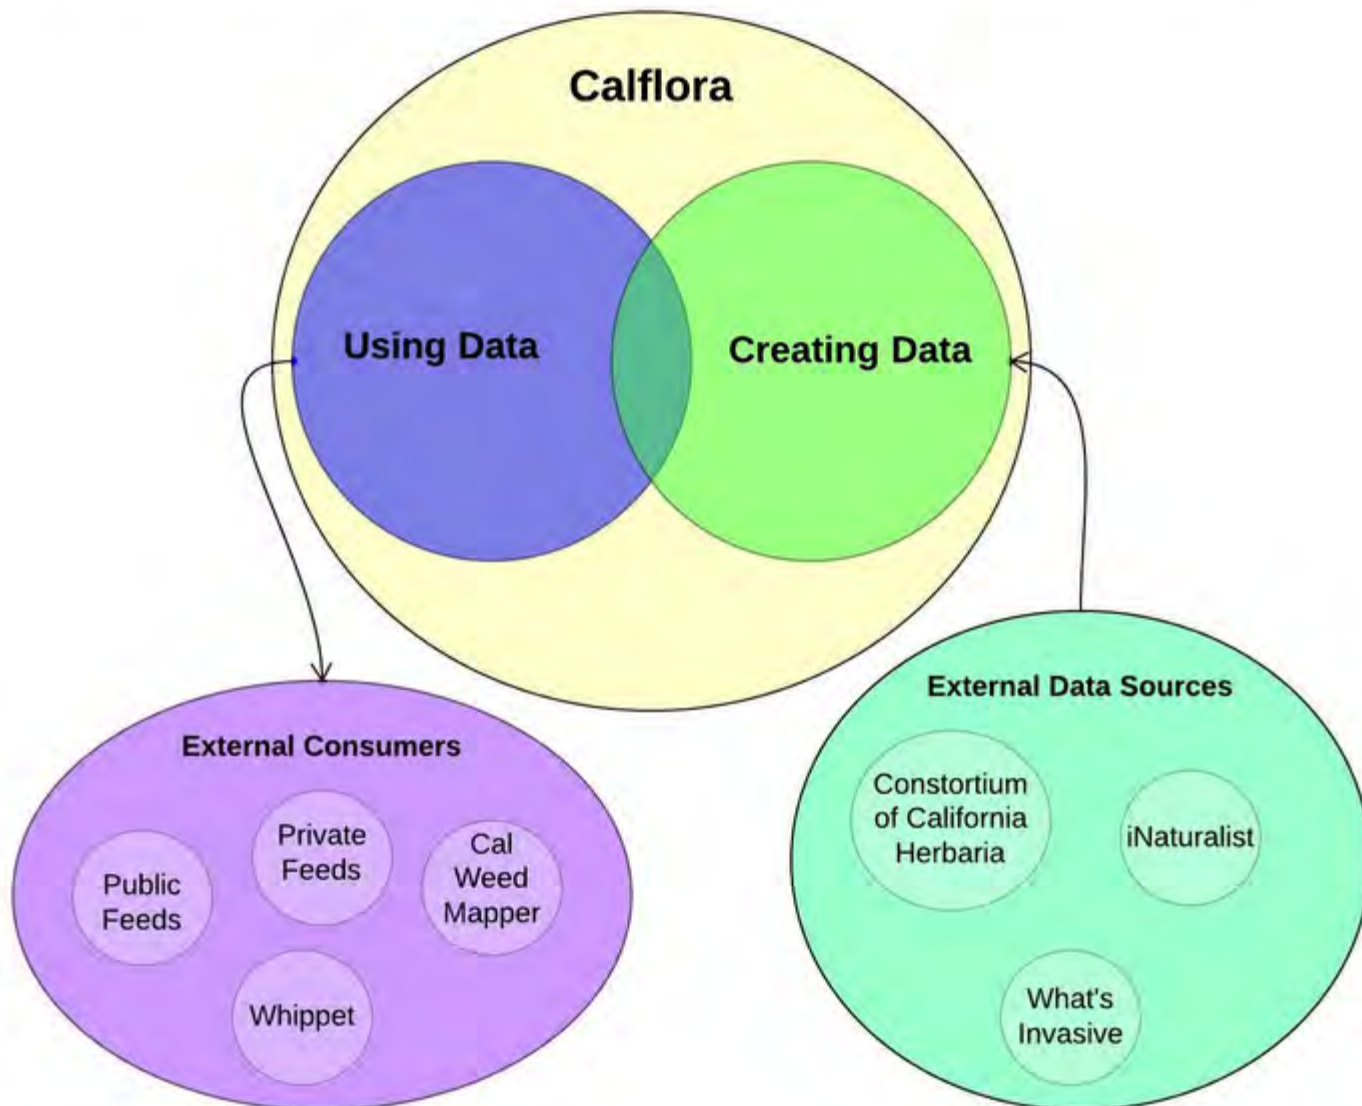 Calflora
Using Data
Creating Data
External Consumers
Public
Feeds
Private
Feeds
Cal
Weed
Mapper
Whippet
External Data Sources
Constortium
of California
Herbaria
iNaturalist
What's
Invasive